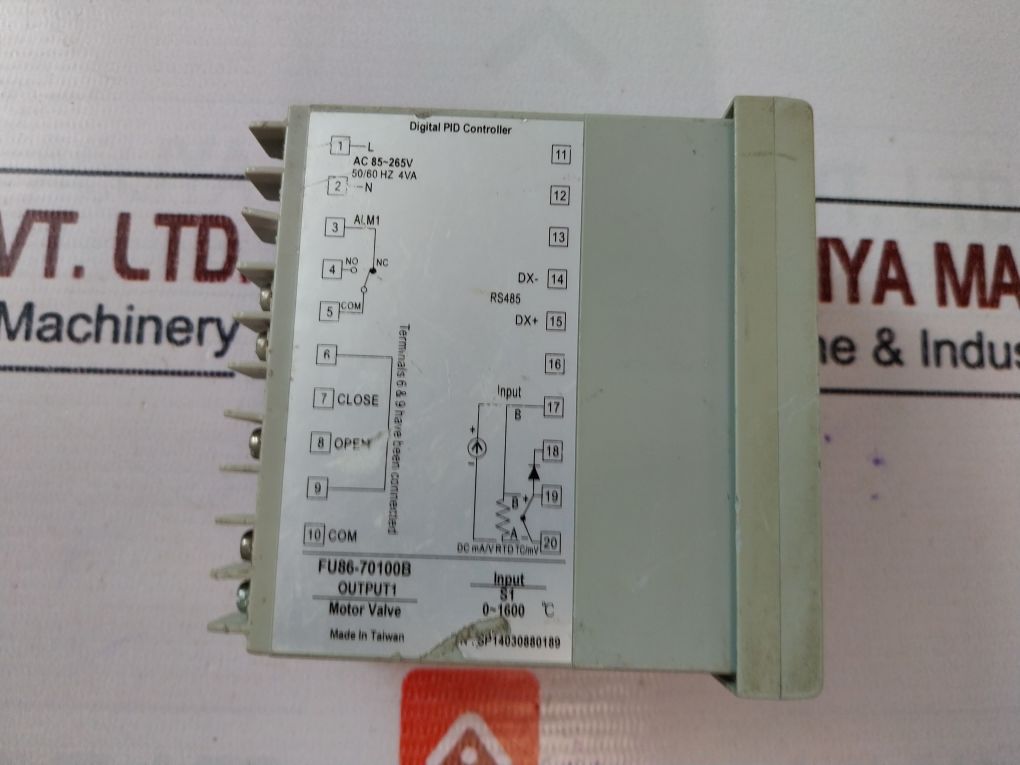 Digital PID Controller
1 L
AC 85~265V
50/60 HZ 4VA
2 N
3 ALM1
4 NO NC
5 COM
6
7 CLOSE
8 OPEN
9
10 COM
Terminals 6 & 9 have been connected
11
12
13
DX- 14
RS485
DX+ 15
16
Input
B 17
+
-
18
B + 19
A - 20
DC mA/V RTD TC/mV
FU86-70100B
OUTPUT1
Motor Valve
Made In Taiwan
Input
S1
0~1600 ℃
N : SP14030880189
VT. LTD.
Machinery
IYA MA
ne & Indus